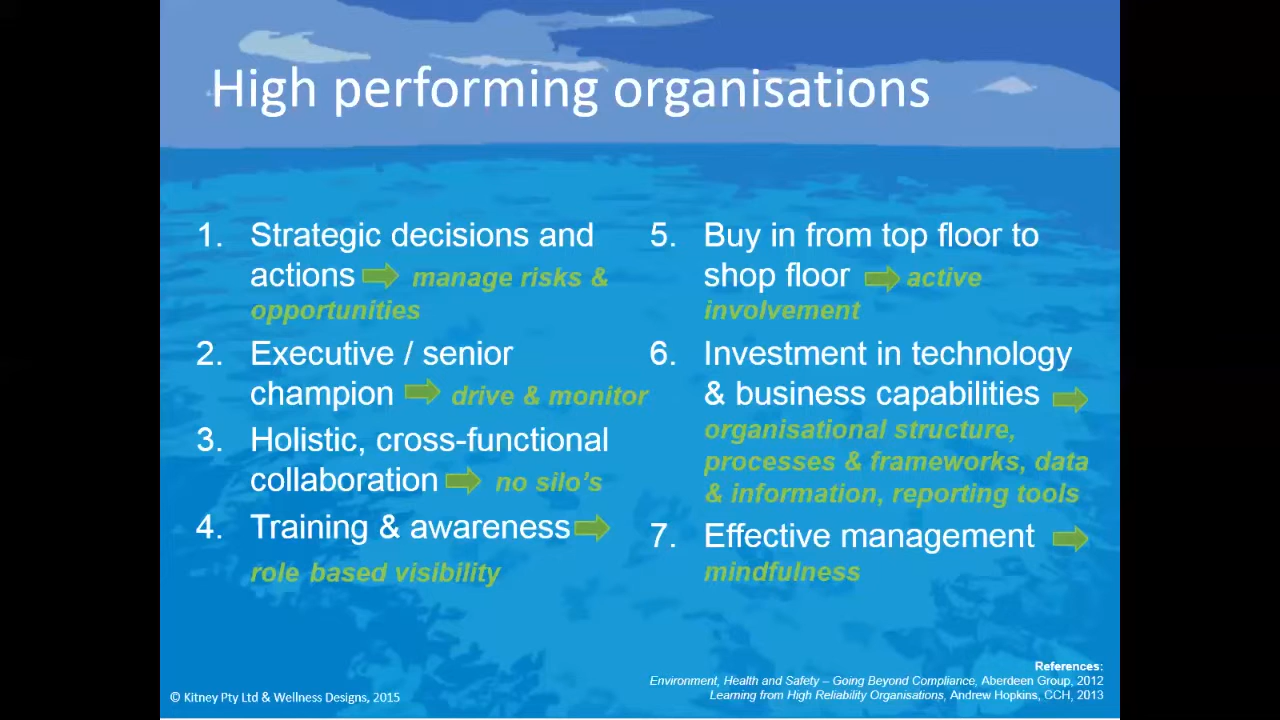 High performing organisations
1. Strategic decisions and
actions manage risks &
opportunities
2. Executive / senior
champion drive & monitor
3. Holistic, cross-functional
collaboration no silo's
4. Training & awareness
role based visibility
5. Buy in from top floor to
shop floor active
involvement
6. Investment in technology
& business capabilities
organisational structure,
processes & frameworks, data
& information, reporting tools
7. Effective management
mindfulness
References:
Environment, Health and Safety – Going Beyond Compliance, Aberdeen Group, 2012
Learning from High Reliability Organisations, Andrew Hopkins, CCH, 2013
© Kitney Pty Ltd & Wellness Designs, 2015